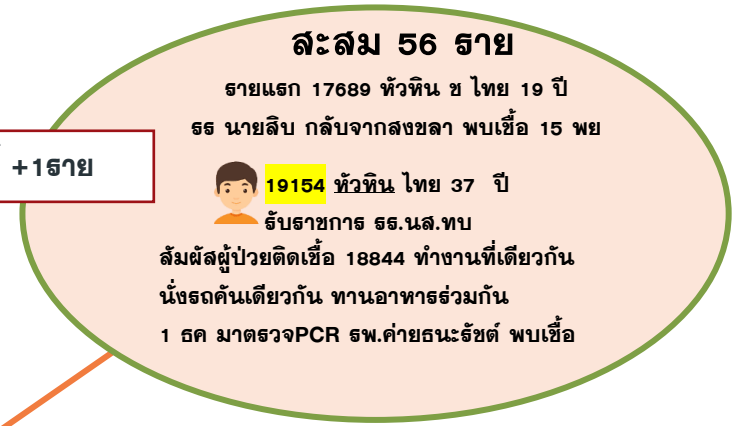 สะสม 56 ราย
รายแรก 17689 หัวหิน ช ไทย 19 ปี
รร นายสิบ กลับจากสงขลา พบเชื้อ 15 พย
+1ราย
19154 หัวหิน ไทย 37 ปี
รับราชการ รร.นส.ทบ
สัมผัสผู้ป่วยติดเชื้อ 18844 ทำงานที่เดียวกัน
นั่งรถคันเดียวกัน ทานอาหารร่วมกัน
1 ธค มาตรวจPCR รพ.ค่ายธนะรัชต์ พบเชื้อ